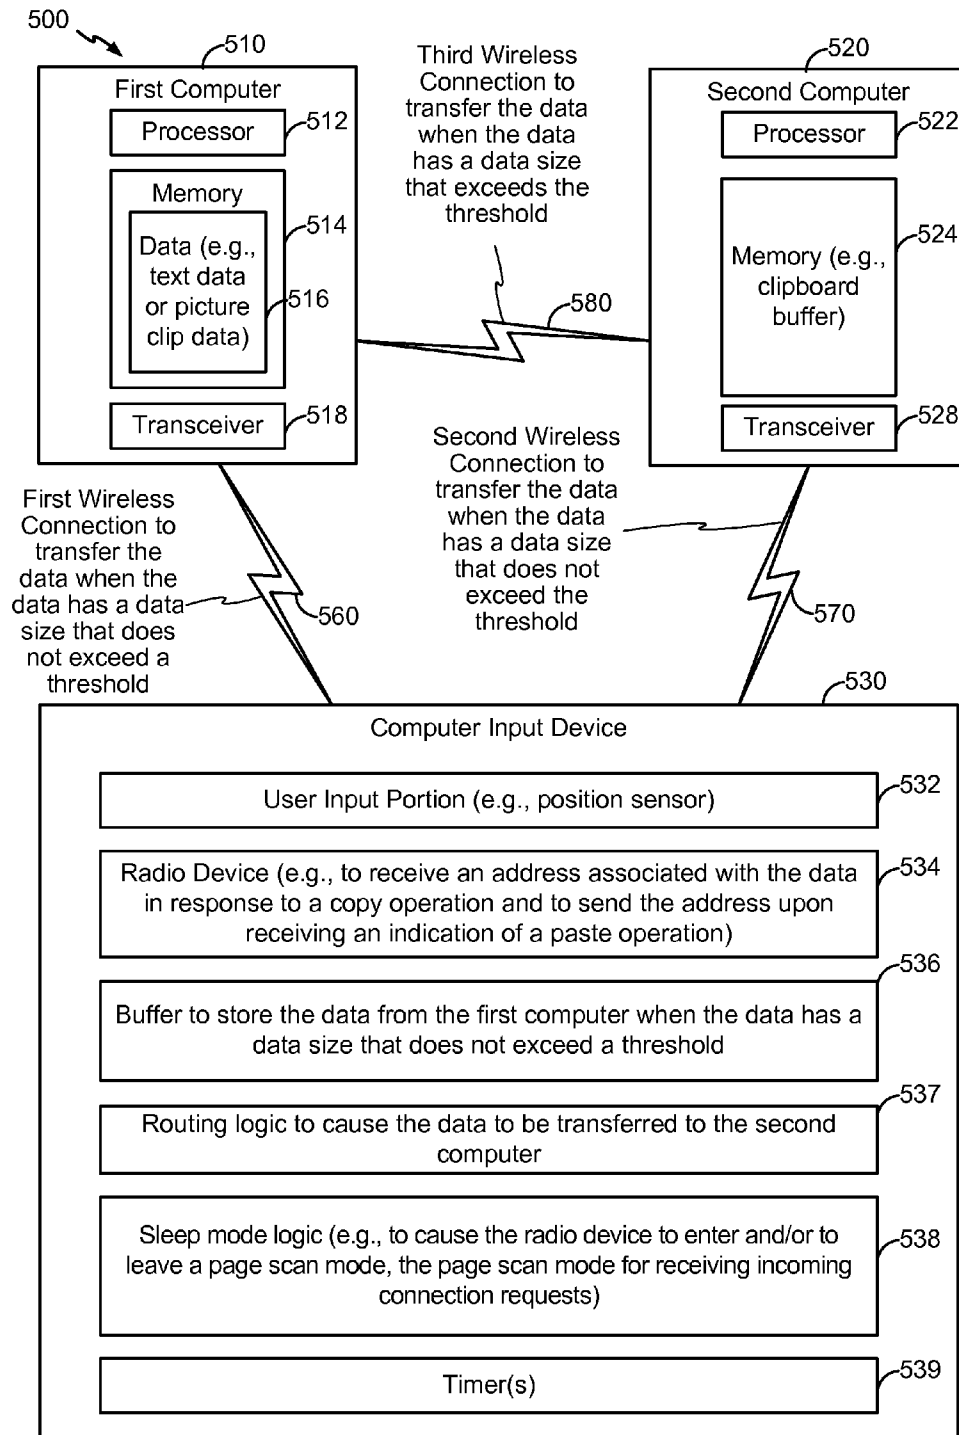 500
510
First Computer
Processor
512
Memory
514
Data (e.g.,
text data
or picture
clip data)
516
Transceiver
518
Third Wireless
Connection to
transfer the data
when the data
has a data size
that exceeds the
threshold
580
520
Second Computer
Processor
522
Memory (e.g.,
clipboard
buffer)
524
Transceiver
528
First Wireless
Connection to
transfer the
data when the
data has a data
size that does
not exceed a
threshold
560
Second Wireless
Connection to
transfer the data
when the data
has a data size
that does not
exceed the
threshold
570
530
Computer Input Device
User Input Portion (e.g., position sensor)
532
Radio Device (e.g., to receive an address associated with the data
in response to a copy operation and to send the address upon
receiving an indication of a paste operation)
534
Buffer to store the data from the first computer when the data has a
data size that does not exceed a threshold
536
Routing logic to cause the data to be transferred to the second
computer
537
Sleep mode logic (e.g., to cause the radio device to enter and/or to
leave a page scan mode, the page scan mode for receiving incoming
connection requests)
538
Timer(s)
539